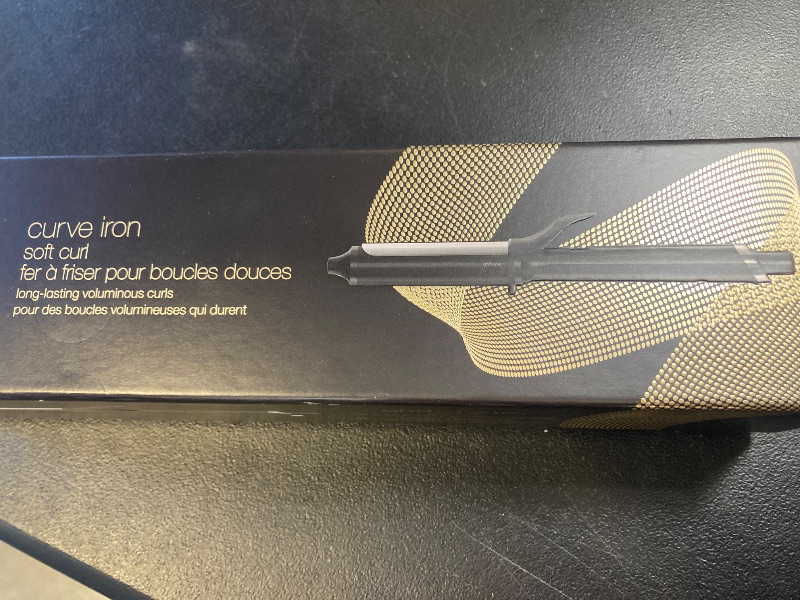 curve iron
soft curl
fer à friser pour boucles douces
long-lasting voluminous curls
pour des boucles volumineuses qui durent